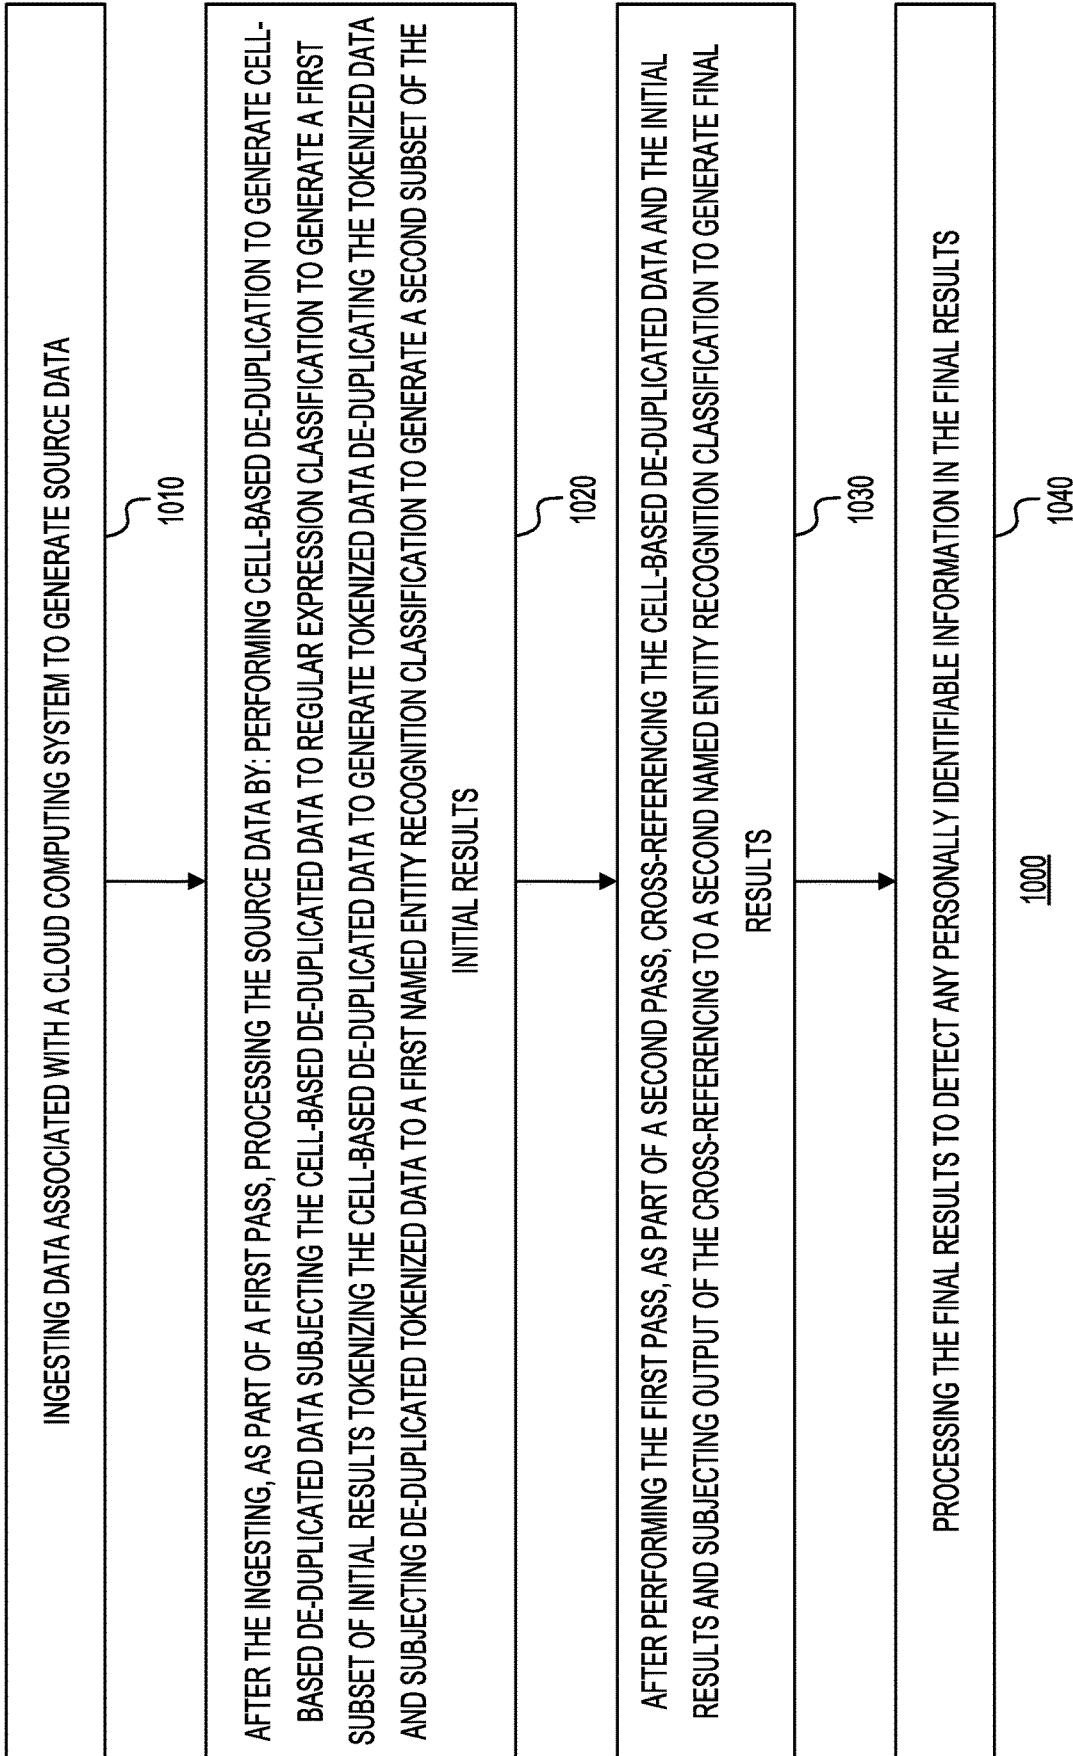 INGESTING DATA ASSOCIATED WITH A CLOUD COMPUTING SYSTEM TO GENERATE SOURCE DATA
1010
AFTER THE INGESTING, AS PART OF A FIRST PASS, PROCESSING THE SOURCE DATA BY: PERFORMING CELL-BASED DE-DUPLICATION TO GENERATE CELL-
BASED DE-DUPLICATED DATA SUBJECTING THE CELL-BASED DE-DUPLICATED DATA TO REGULAR EXPRESSION CLASSIFICATION TO GENERATE A FIRST
SUBSET OF INITIAL RESULTS TOKENIZING THE CELL-BASED DE-DUPLICATED DATA TO GENERATE TOKENIZED DATA DE-DUPLICATING THE TOKENIZED DATA
AND SUBJECTING DE-DUPLICATED TOKENIZED DATA TO A FIRST NAMED ENTITY RECOGNITION CLASSIFICATION TO GENERATE A SECOND SUBSET OF THE
INITIAL RESULTS
1020
AFTER PERFORMING THE FIRST PASS, AS PART OF A SECOND PASS, CROSS-REFERENCING THE CELL-BASED DE-DUPLICATED DATA AND THE INITIAL
RESULTS AND SUBJECTING OUTPUT OF THE CROSS-REFERENCING TO A SECOND NAMED ENTITY RECOGNITION CLASSIFICATION TO GENERATE FINAL
RESULTS
1030
PROCESSING THE FINAL RESULTS TO DETECT ANY PERSONALLY IDENTIFIABLE INFORMATION IN THE FINAL RESULTS
1040
1000